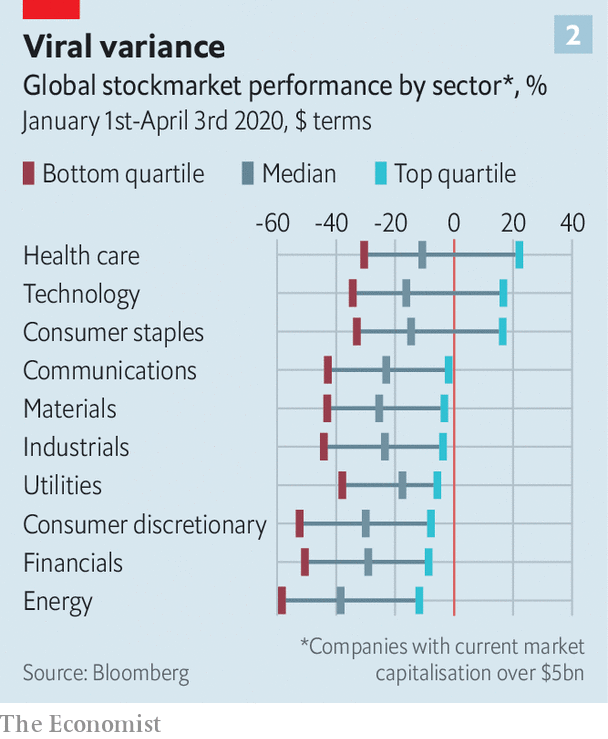 Viral variance
2
Global stockmarket performance by sector*, %
January 1st-April 3rd 2020, $ terms
Bottom quartile Median Top quartile
-60 -40 -20 0 20 40
Health care
Technology
Consumer staples
Communications
Materials
Industrials
Utilities
Consumer discretionary
Financials
Energy
*Companies with current market
capitalisation over $5bn
Source: Bloomberg
The Economist